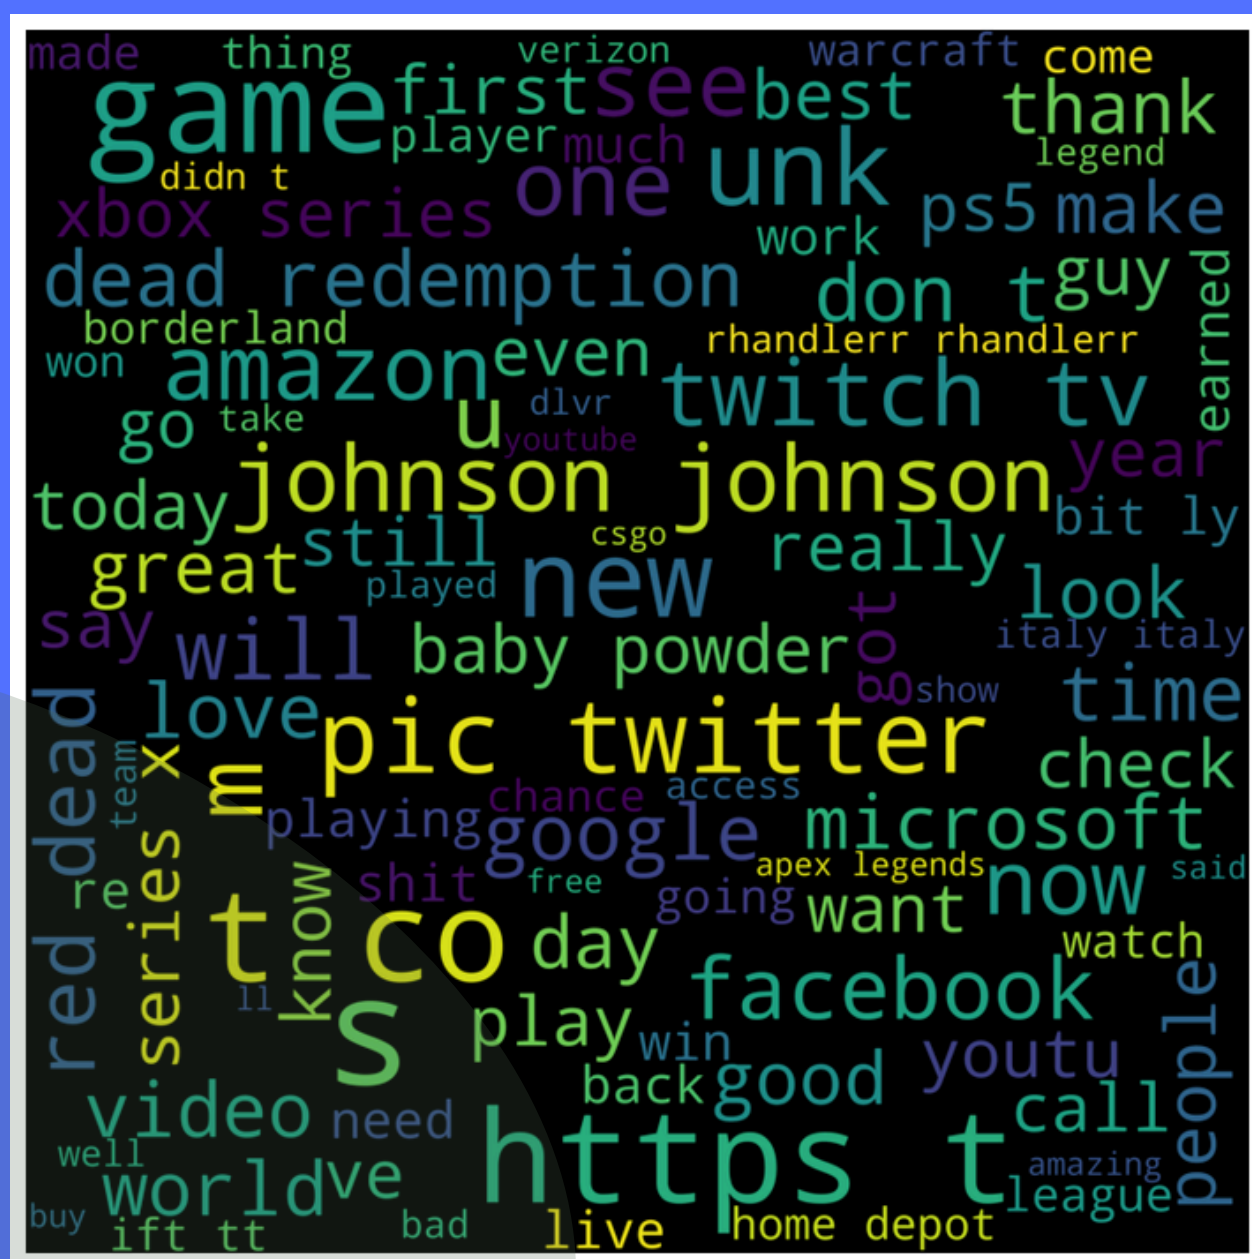 made thing verizon warcraft come
game first see best thank
player much unk legend
didn t one
xbox series ps5 make
work
dead redemption don t guy earned
borderland rhandlerr rhandlerr
won amazon even twitch tv
go take u dlvr
youtube year
johnson johnson
today still csgo really bit ly
great played new look
say will baby powder got italy italy
love show time
red dead team series x m pic twitter check
playing chance access
google microsoft
re know shit free apex legends now said
t co day going want watch
ll s play facebook people
win youtu
video need back good call
well https t amazing
world ve league
buy ift tt bad live home depot